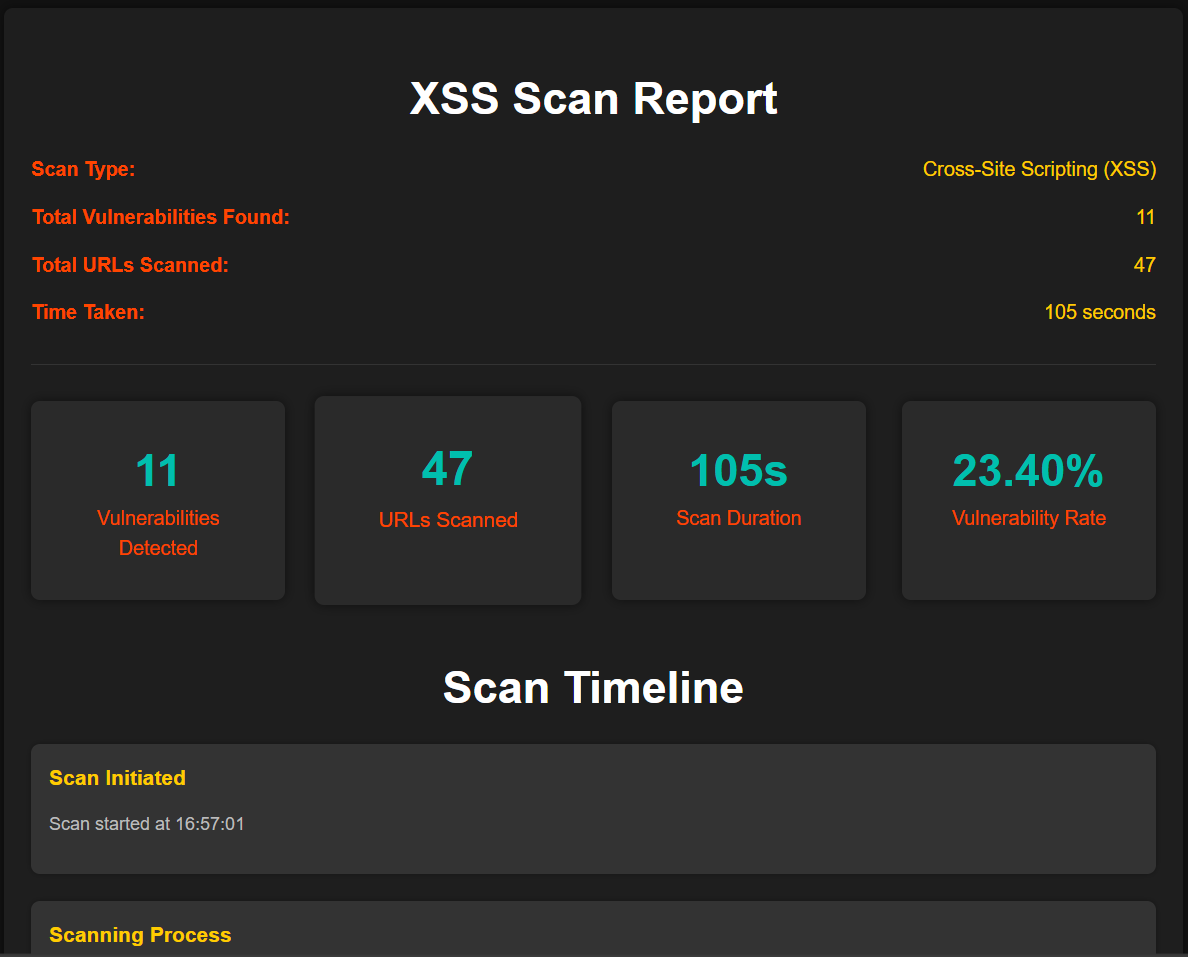 XSS Scan Report
Scan Type: Cross-Site Scripting (XSS)
Total Vulnerabilities Found: 11
Total URLs Scanned: 47
Time Taken: 105 seconds
11
Vulnerabilities
Detected
47
URLs Scanned
105s
Scan Duration
23.40%
Vulnerability Rate
Scan Timeline
Scan Initiated
Scan started at 16:57:01
Scanning Process